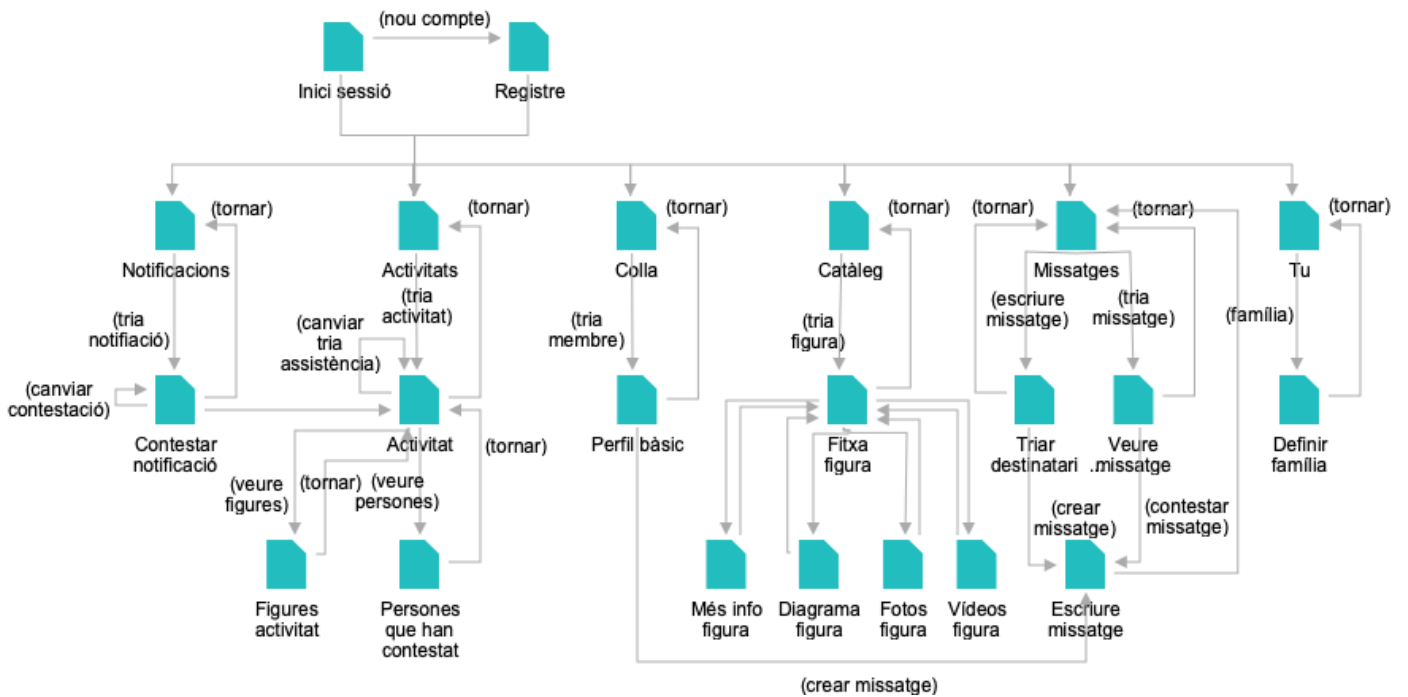 (nou compte)
Inici sessió
Registre
(tornar)
(tornar)
(tornar)
(tornar)
(tornar)
(tornar)
(tornar)
Notificacions
Activitats
Colla
Catàleg
Missatges
Tu
(tria
notifiació)
(tria
activitat)
(canviar
tria
assistència)
(tria
membre)
(tria
figura)
(escriure
missatge)
(tria
missatge)
(família)
(canviar
contestació)
Contestar
notificació
Activitat
(tornar)
Perfil bàsic
Fitxa
figura
Triar
destinatari
Veure
.missatge
Definir
família
(veure
figures)
(tornar)
(veure
persones)
(crear
missatge)
(contestar
missatge)
Figures
activitat
Persones
que han
contestat
Més info
figura
Diagrama
figura
Fotos
figura
Vídeos
figura
Escriure
missatge
(crear missatge)